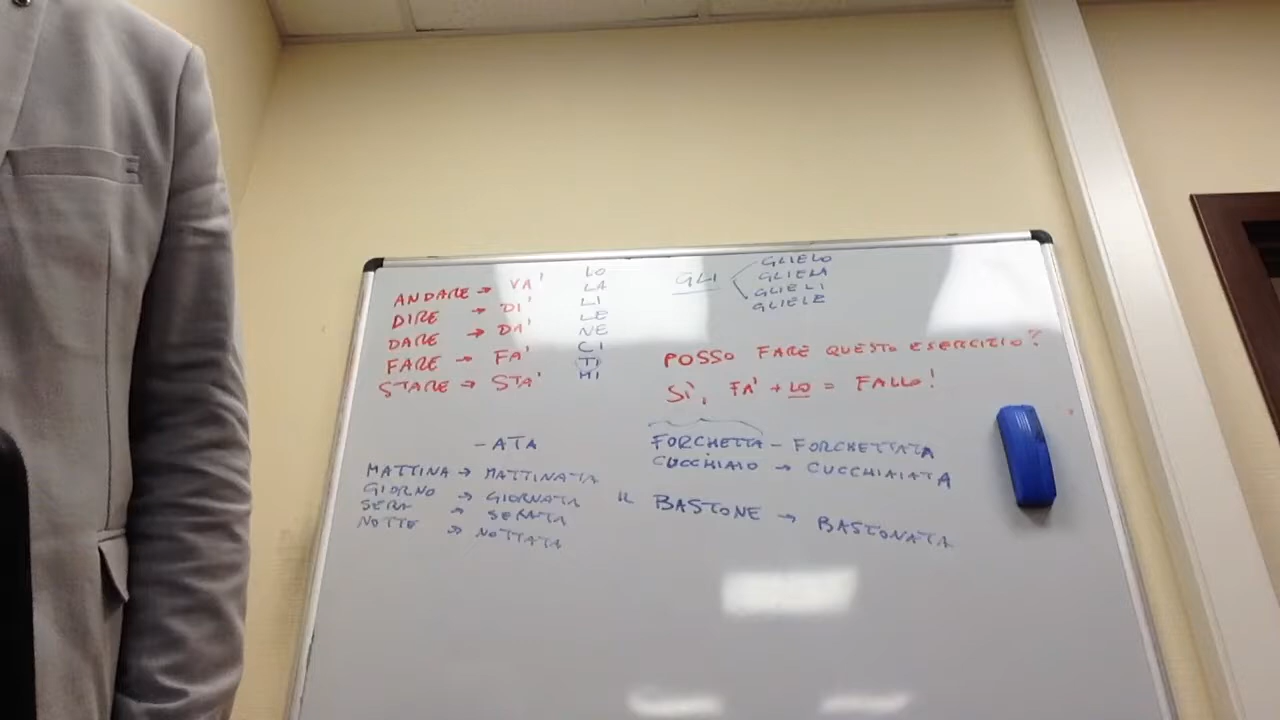 ANDARE → VA'
DIRE → DI'
DARE → DA'
FARE → FA'
STARE → STA'
LO
LA
LI
LE
NE
CI
TI
MI
GLI
GLIELO
GLIELA
GLIELI
GLIELE
POSSO FARE QUESTO ESERCIZIO?
SÌ, FA' + LO = FALLO!
-ATA
MATTINA → MATTINATA
GIORNO → GIORNATA
SERA → SERATA
NOTTE → NOTTATA
FORCHETTA - FORCHETTATA
CUCCHIAIO → CUCCHIAIATA
IL BASTONE → BASTONATA